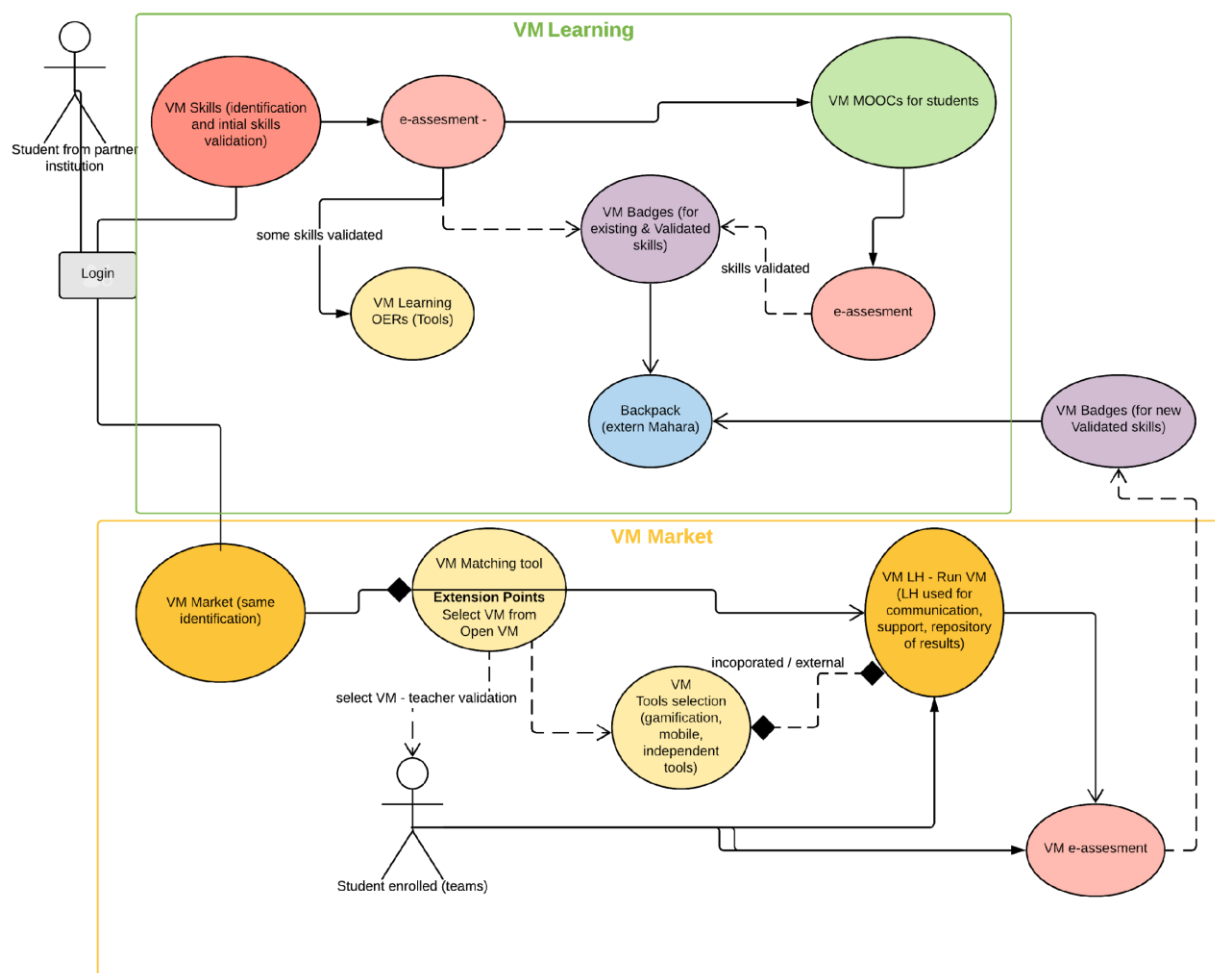 VM Learning
VM Skills (identification
and intial skills
validation)
e-assesment -
VM MOOCs for students
Student from partner
institution
VM Badges (for
existing & Validated
skills)
some skills validated
skills validated
Login
VM Learning
OERs (Tools)
e-assesment
Backpack
(extern Mahara)
VM Badges (for new
Validated skills)
VM Market
VM Matching tool
Extension Points
Select VM from
Open VM
VM Market (same
identification)
VM LH - Run VM
(LH used for
communication,
support, repository
of results)
incoporated / external
select VM - teacher validation
VM
Tools selection
(gamification,
mobile,
independent
tools)
VM e-assesment
Student enrolled (teams)